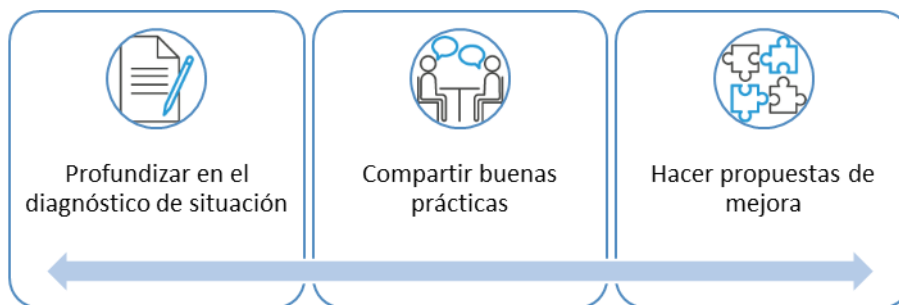 Profundizar en el
diagnóstico de situación
Compartir buenas
prácticas
Hacer propuestas de
mejora